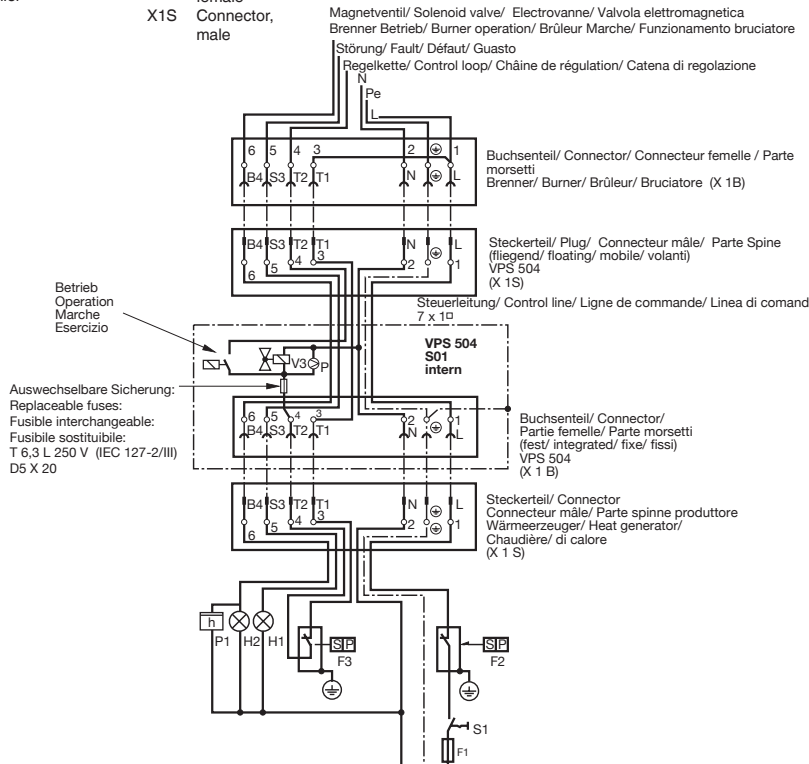 female
X1S Connector,
male
Magnetventil/ Solenoid valve/ Electrovanne/ Valvola elettromagnetica
Brenner Betrieb/ Burner operation/ Brûleur Marche/ Funzionamento bruciatore
Störung/ Fault/ Défaut/ Guasto
Regelkette/ Control loop/ Chaîne de régulation/ Catena di regolazione
N
Pe
L
6 5 4 3 2 1
B4 S3 T2 T1 N L
Buchsenteil/ Connector/ Connecteur femelle / Parte
morsetti
Brenner/ Burner/ Brûleur/ Bruciatore (X 1B)
B4 S3 T2 T1 N L
6 5 4 3 2 1
Steckerteil/ Plug/ Connecteur mâle/ Parte Spine
(fliegend/ floating/ mobile/ volanti)
VPS 504
(X 1S)
Steuerleitung/ Control line/ Ligne de commande/ Linea di comand
7 x 1□
Betrieb
Operation
Marche
Esercizio
V3 P
VPS 504
S01
intern
Auswechselbare Sicherung:
Replaceable fuses:
Fusible interchangeable:
Fusibile sostituibile:
T 6,3 L 250 V (IEC 127-2/III)
D5 X 20
6 5 4 3 2 1
B4 S3 T2 T1 N L
Buchsenteil/ Connector/
Partie femelle/ Parte morsetti
(fest/ integrated/ fixe/ fissi)
VPS 504
(X 1 B)
B4 S3 T2 T1 N L
6 5 4 3 2 1
Steckerteil/ Connector
Connecteur mâle/ Parte spinne produttore
Wärmeerzeuger/ Heat generator/
Chaudière/ di calore
(X 1 S)
h
P1 H2 H1
S P
F3
S P
F2
S1
F1